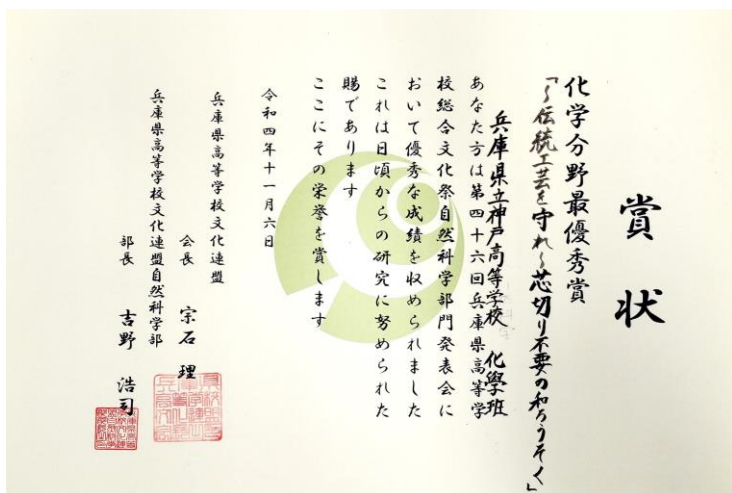 賞状
化学分野最優秀賞
「〜伝統工芸を守れ〜芯切り不要の和ろうそく」
兵庫県立神戸高等学校 化學班
あなた方は第四十六回兵庫県高等学
校総合文化祭自然科学部門発表会に
おいて優秀な成績を収められました
これは日頃からの研究に努められた
賜であります
ここにその栄誉を賞します
令和四年十一月六日
兵庫県高等学校文化連盟
会長 宗石 理
兵庫県高等学校文化連盟自然科学部
部長 吉野 浩司